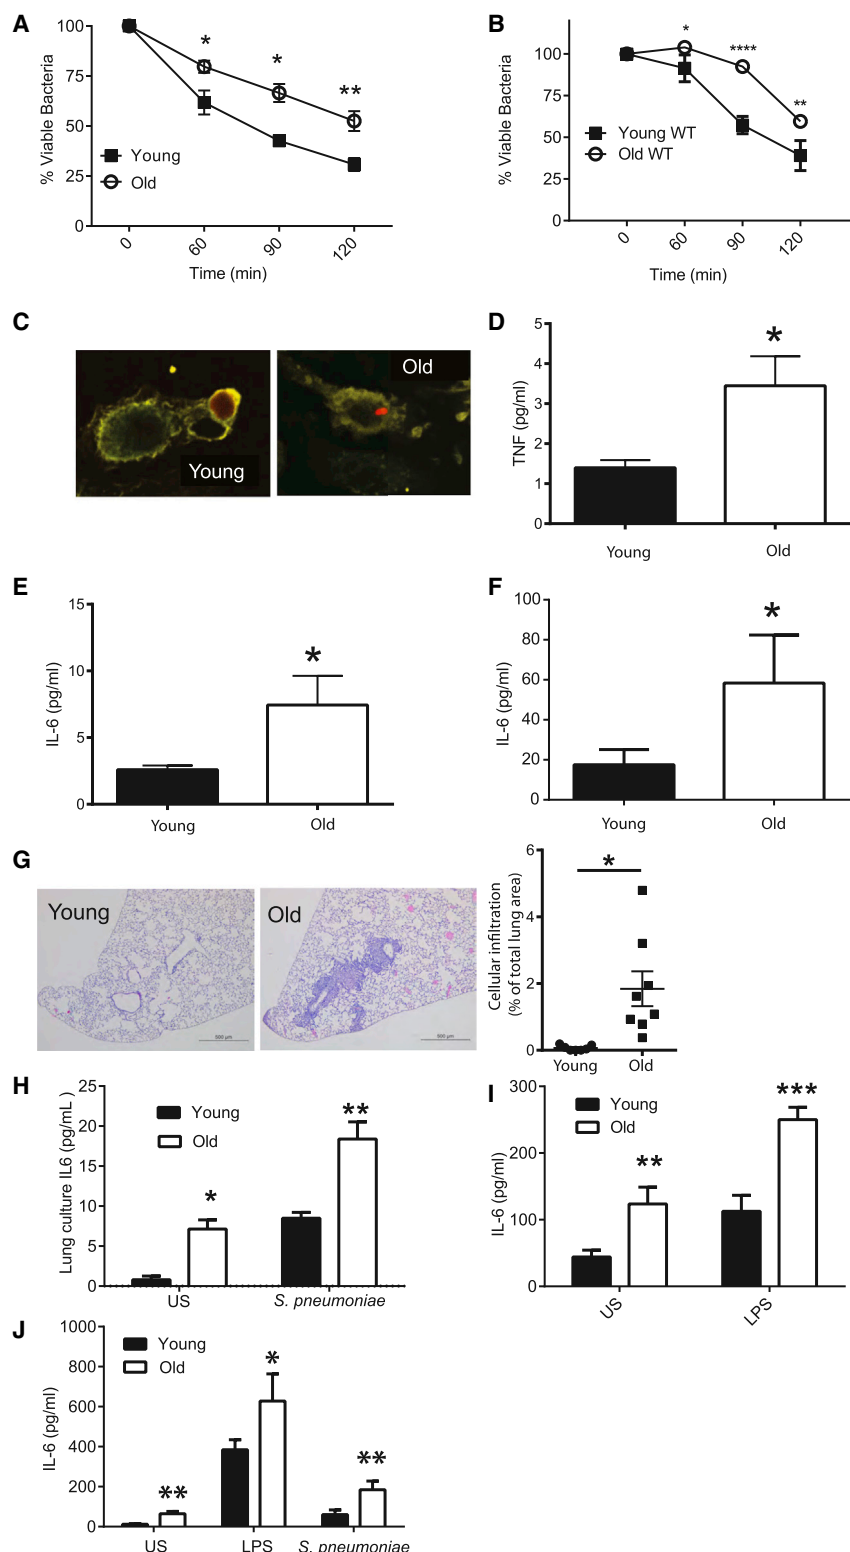 A
% Viable Bacteria
100
75
50
25
0
* * **
Young
Old
0 60 90 120
Time (min)
B
% Viable Bacteria
100
75
50
25
0
* **** **
Young WT
Old WT
0 60 90 120
Time (min)
C
Young
Old
D
TNF (pg/ml)
5
4
3
2
1
0
*
Young Old
E
IL-6 (pg/ml)
15
10
5
0
*
Young Old
F
IL-6 (pg/ml)
100
80
60
40
20
0
*
Young Old
G
Young
Old
Cellular infiltration
(% of total lung area)
6
4
2
0
*
Young Old
H
Lung culture IL6 (pg/mL )
25
20
15
10
5
0
Young
Old
* **
US S. pneumoniae
I
IL-6 (pg/ml)
300
200
100
0
Young
Old
** ***
US LPS
J
IL-6 (pg/ml)
1000
800
600
400
200
0
Young
Old
** * **
US LPS S. pneumoniae